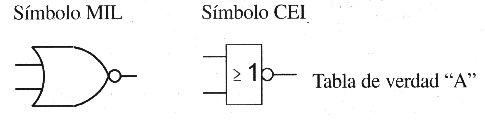 Símbolo MIL
Símbolo CEI
≥ 1
Tabla de verdad “A”